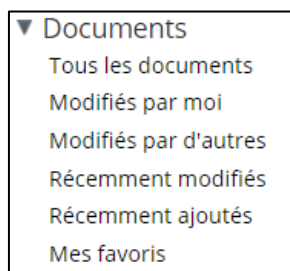 Documents
Tous les documents
Modifiés par moi
Modifiés par d'autres
Récemment modifiés
Récemment ajoutés
Mes favoris